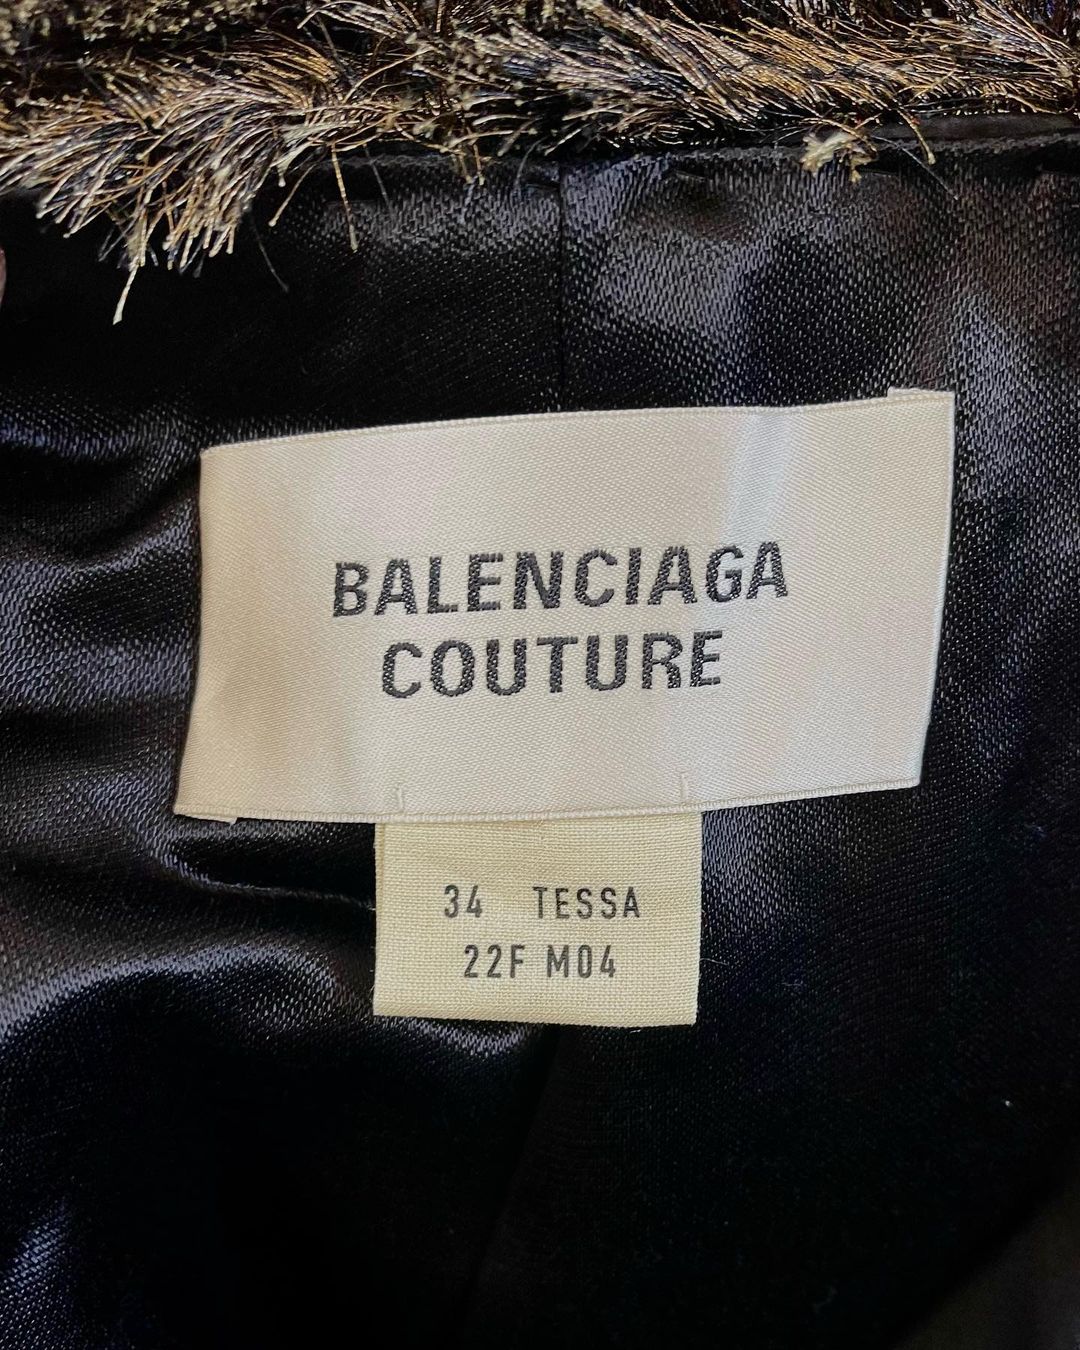 BALENCIAGA
COUTURE
34 TESSA
22F M04